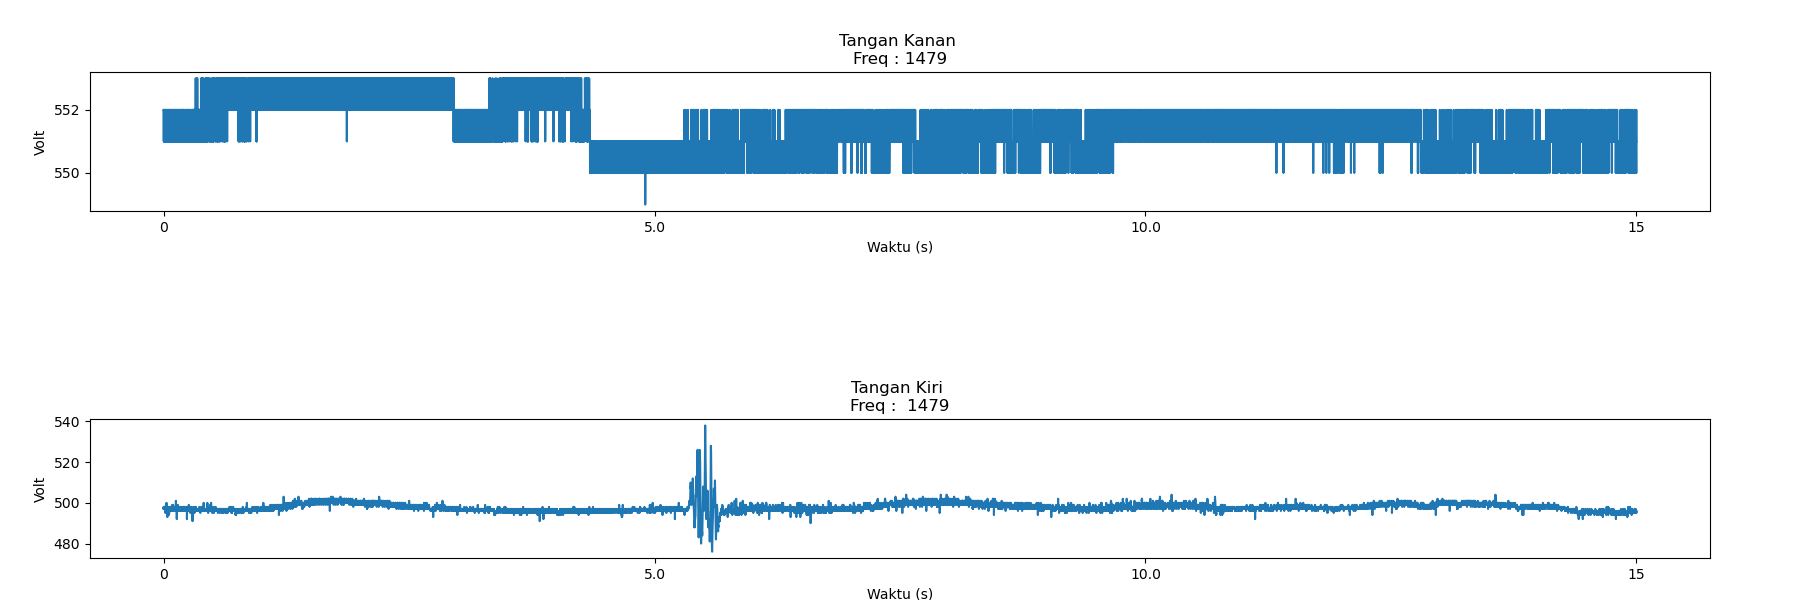 Tangan Kanan
Freq : 1479
552
550
Volt
0 5.0 10.0 15
Waktu (s)
Tangan Kiri
Freq :  1479
540
520
500
480
Volt
0 5.0 10.0 15
Waktu (s)